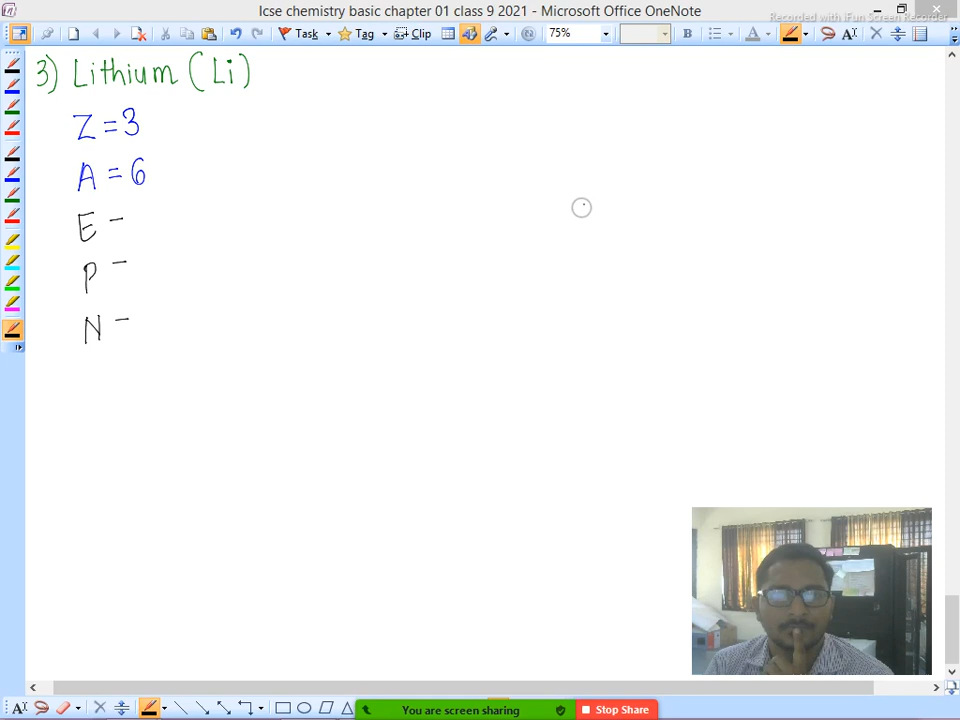 Icse chemistry basic chapter 01 class 9 2021 - Microsoft Office OneNote
Recorded with iFun Screen Recorder
Task Tag Clip 75% B A
3) Lithium (Li)
Z = 3
A = 6
E -
P -
N -
You are screen sharing Stop Share